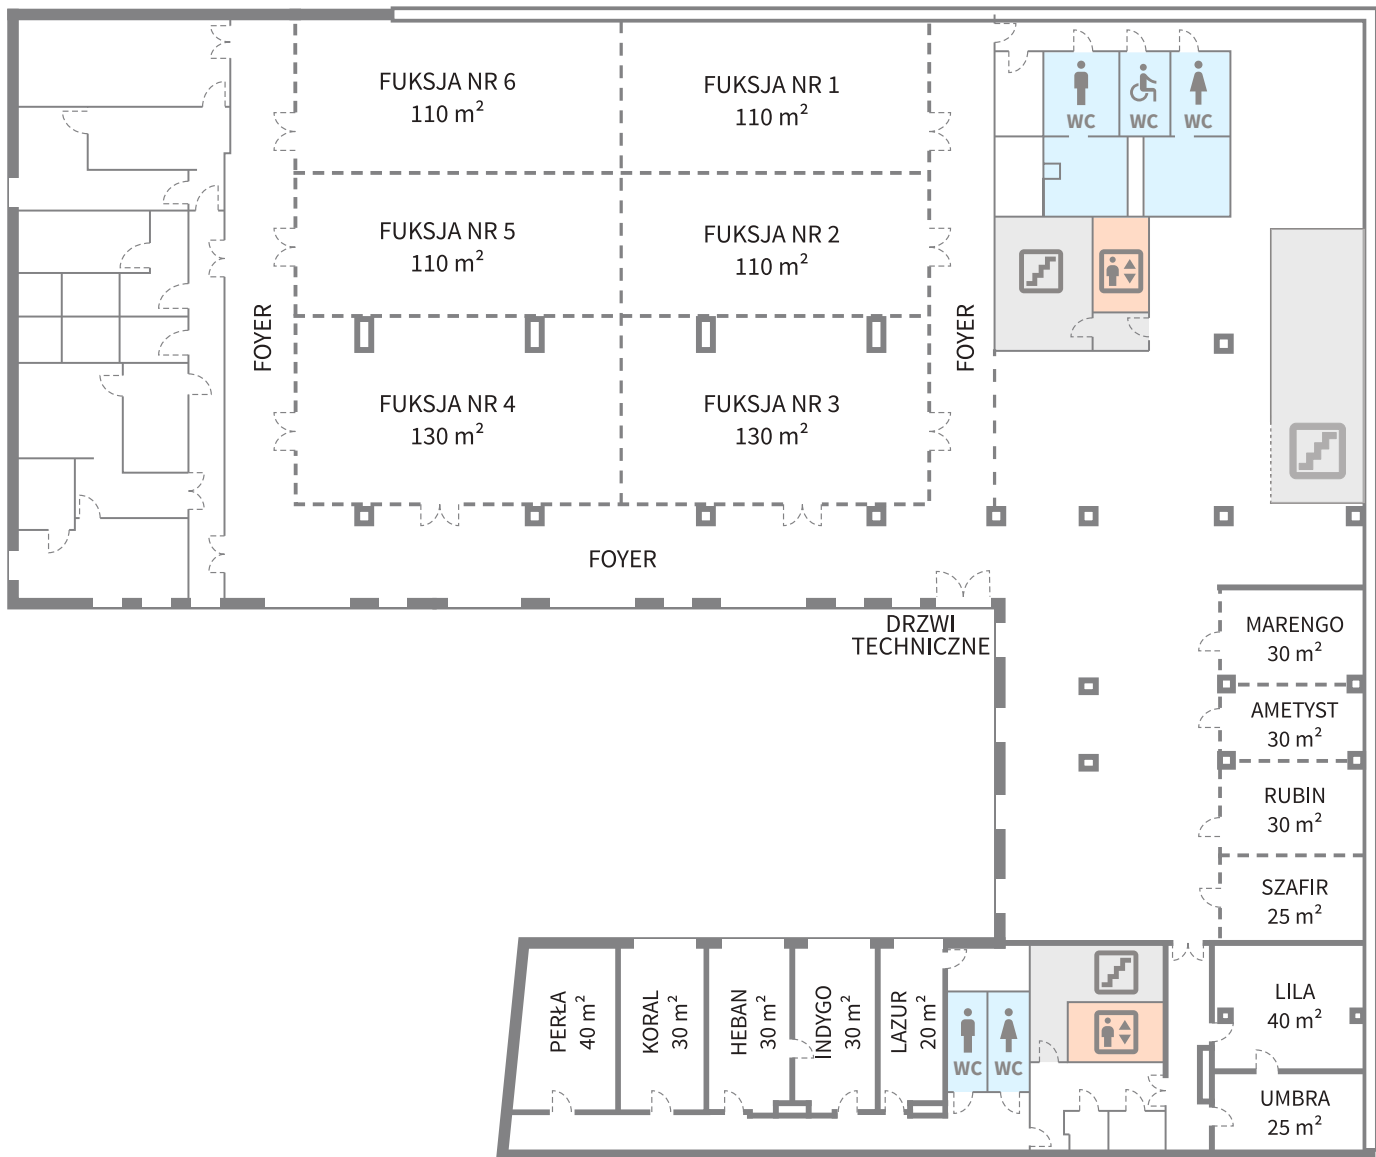 FUKSJA NR 6
110 m²
FUKSJA NR 1
110 m²
WC
WC
WC
FUKSJA NR 5
110 m²
FUKSJA NR 2
110 m²
FOYER
FOYER
FUKSJA NR 4
130 m²
FUKSJA NR 3
130 m²
FOYER
DRZWI
TECHNICZNE
MARENGO
30 m²
AMETYST
30 m²
RUBIN
30 m²
SZAFIR
25 m²
PERŁA
40 m²
KORAL
30 m²
HEBAN
30 m²
INDYGO
30 m²
LAZUR
20 m²
WC
WC
LILA
40 m²
UMBRA
25 m²